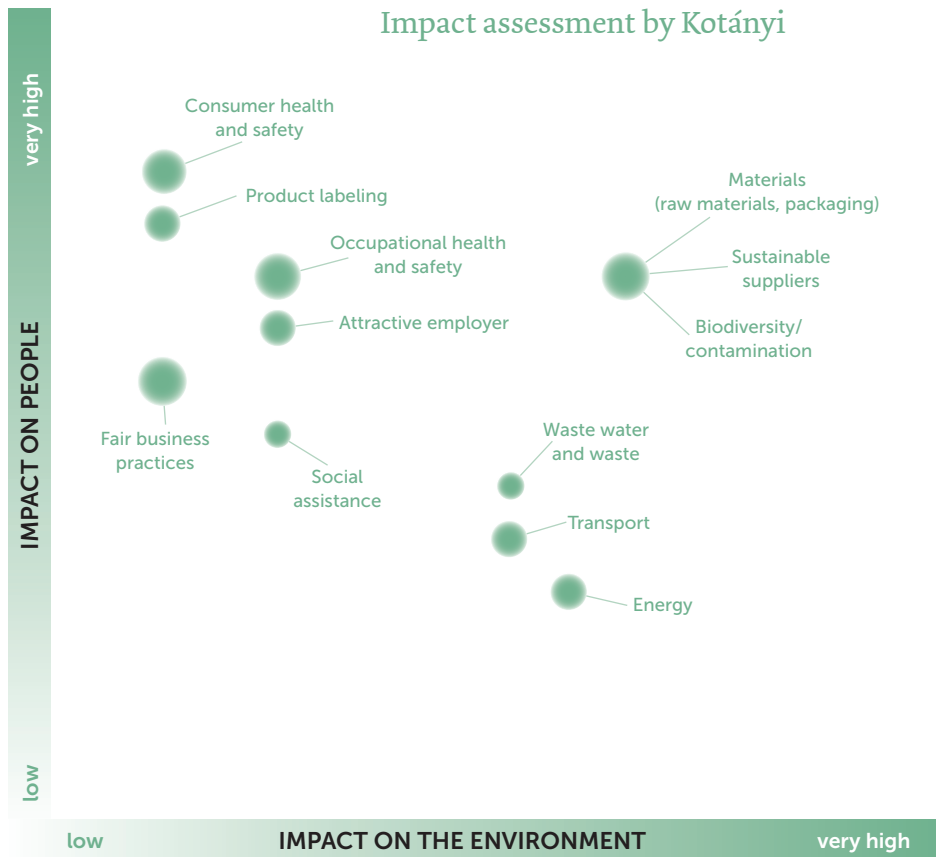 Impact assessment by Kotányi
very high
IMPACT ON PEOPLE
low
Consumer health
and safety
Product labeling
Occupational health
and safety
Attractive employer
Fair business
practices
Social
assistance
Materials
(raw materials, packaging)
Sustainable
suppliers
Biodiversity/
contamination
Waste water
and waste
Transport
Energy
low
IMPACT ON THE ENVIRONMENT
very high